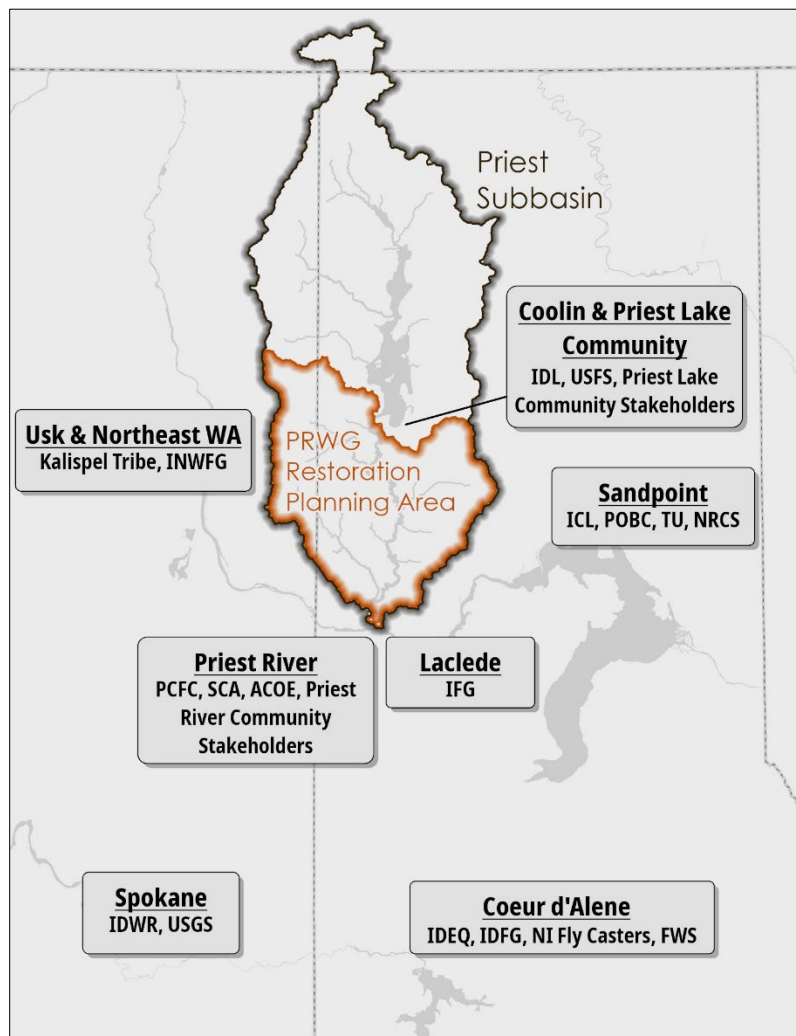 Priest
Subbasin
Coolin & Priest Lake
Community
IDL, USFS, Priest Lake
Community Stakeholders
Usk & Northeast WA
Kalispel Tribe, INWFG
PRWG
Restoration
Planning Area
Sandpoint
ICL, POBC, TU, NRCS
Priest River
PCFC, SCA, ACOE, Priest
River Community
Stakeholders
Laclede
IFG
Spokane
IDWR, USGS
Coeur d'Alene
IDEQ, IDFG, NI Fly Casters, FWS